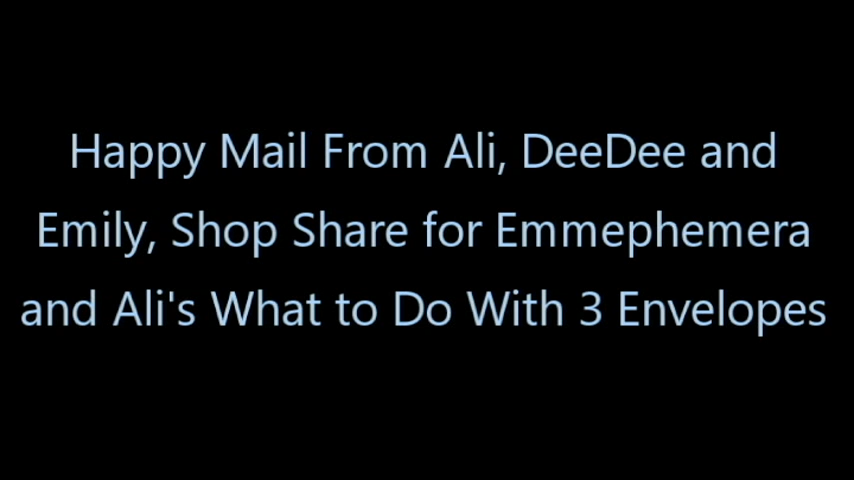 Happy Mail From Ali, DeeDee and
Emily, Shop Share for Emmephemera
and Ali's What to Do With 3 Envelopes